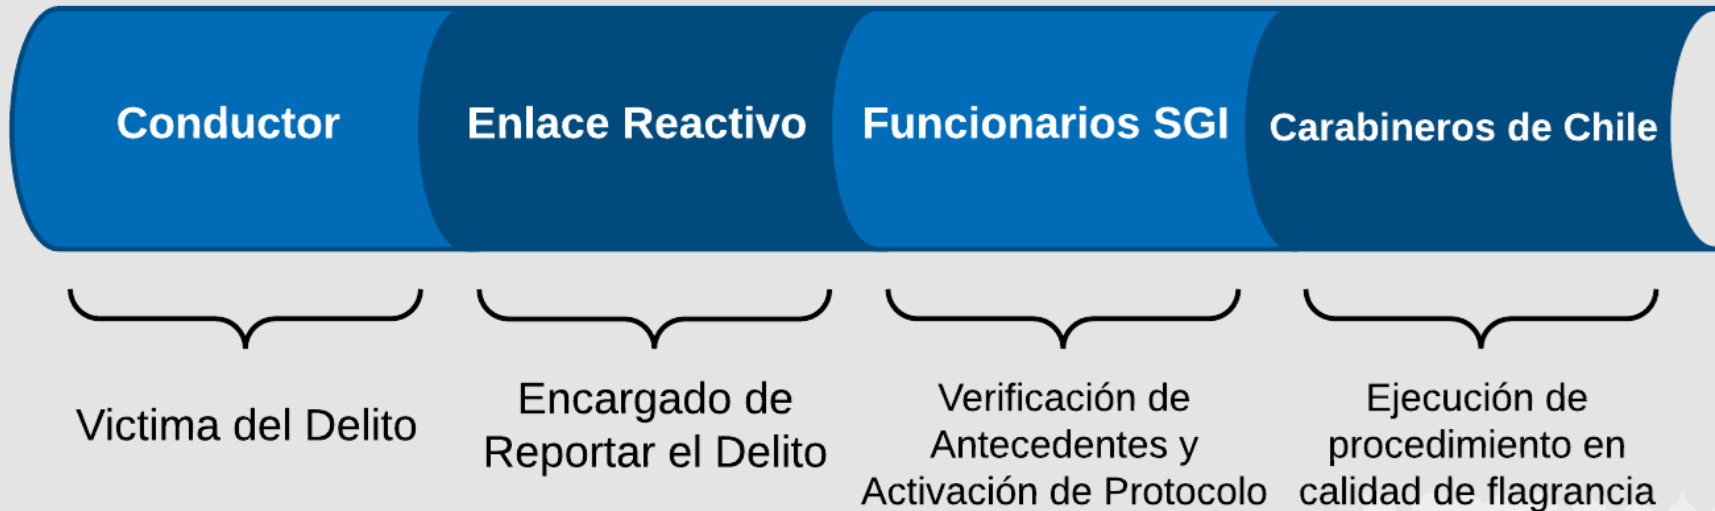 Conductor
Enlace Reactivo
Funcionarios SGI
Carabineros de Chile
Victima del Delito
Encargado de
Reportar el Delito
Verificación de
Antecedentes y
Activación de Protocolo
Ejecución de
procedimiento en
calidad de flagrancia